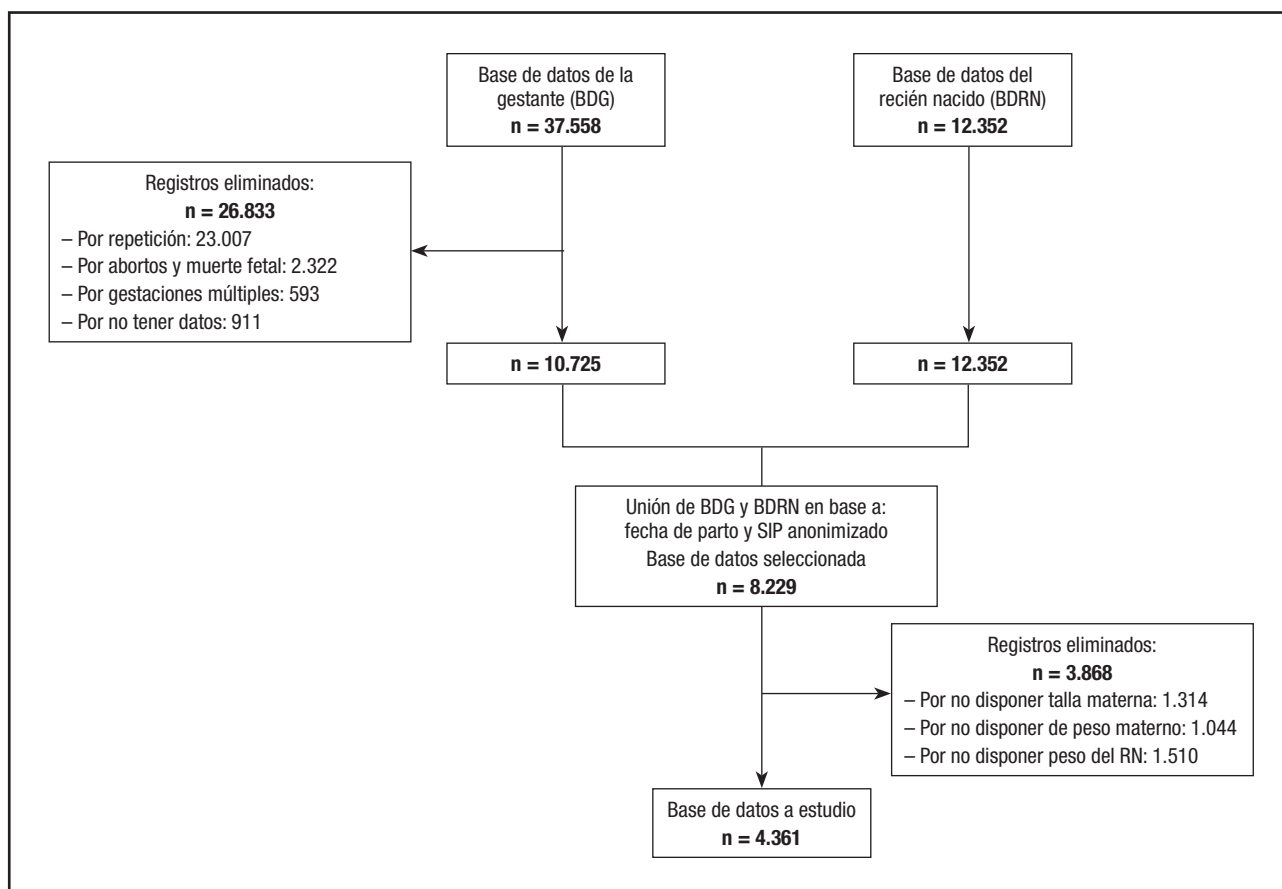 Base de datos de la
gestante (BDG)
n = 37.558
Base de datos del
recién nacido (BDRN)
n = 12.352
Registros eliminados:
n = 26.833
– Por repetición: 23.007
– Por abortos y muerte fetal: 2.322
– Por gestaciones múltiples: 593
– Por no tener datos: 911
n = 10.725
n = 12.352
Unión de BDG y BDRN en base a:
fecha de parto y SIP anonimizado
Base de datos seleccionada
n = 8.229
Registros eliminados:
n = 3.868
– Por no disponer talla materna: 1.314
– Por no disponer de peso materno: 1.044
– Por no disponer peso del RN: 1.510
Base de datos a estudio
n = 4.361